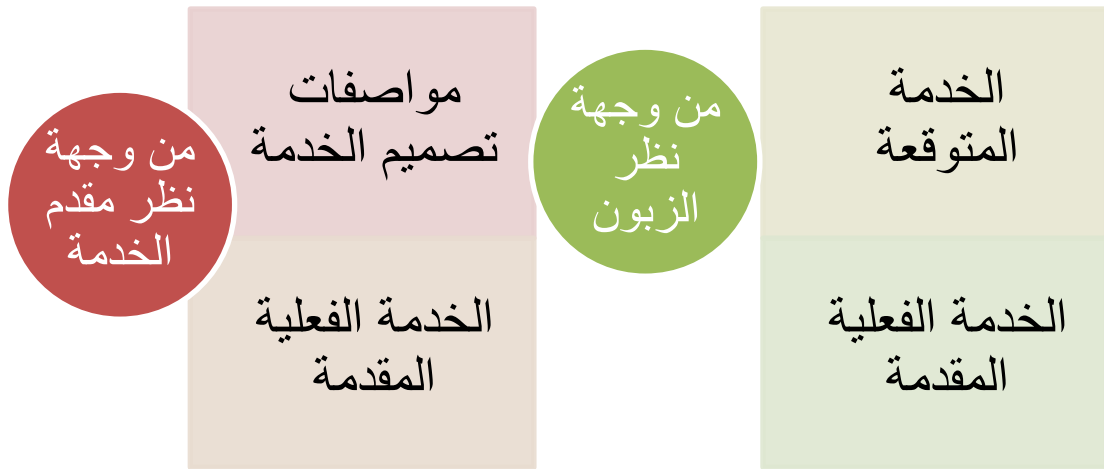 من وجهة
نظر
الزبون
الخدمة
المتوقعة
الخدمة الفعلية
المقدمة
من وجهة
نظر مقدم
الخدمة
مواصفات
تصميم الخدمة
الخدمة الفعلية
المقدمة